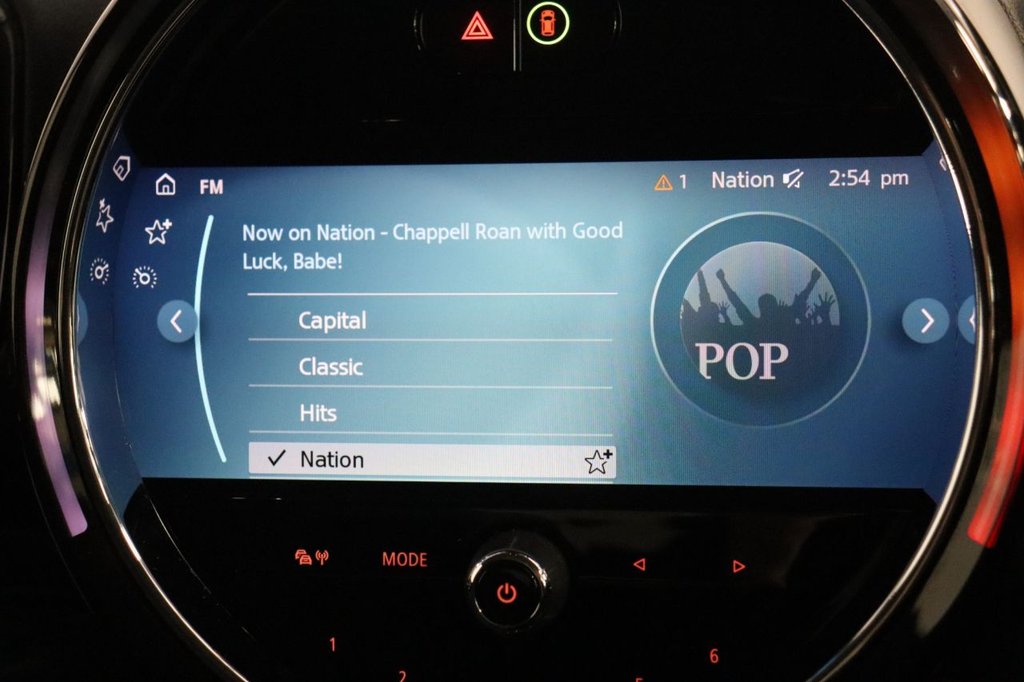 FM
1 Nation 2:54 pm
Now on Nation - Chappell Roan with Good
Luck, Babe!
Capital
Classic
Hits
Nation
POP
MODE
1
2
6